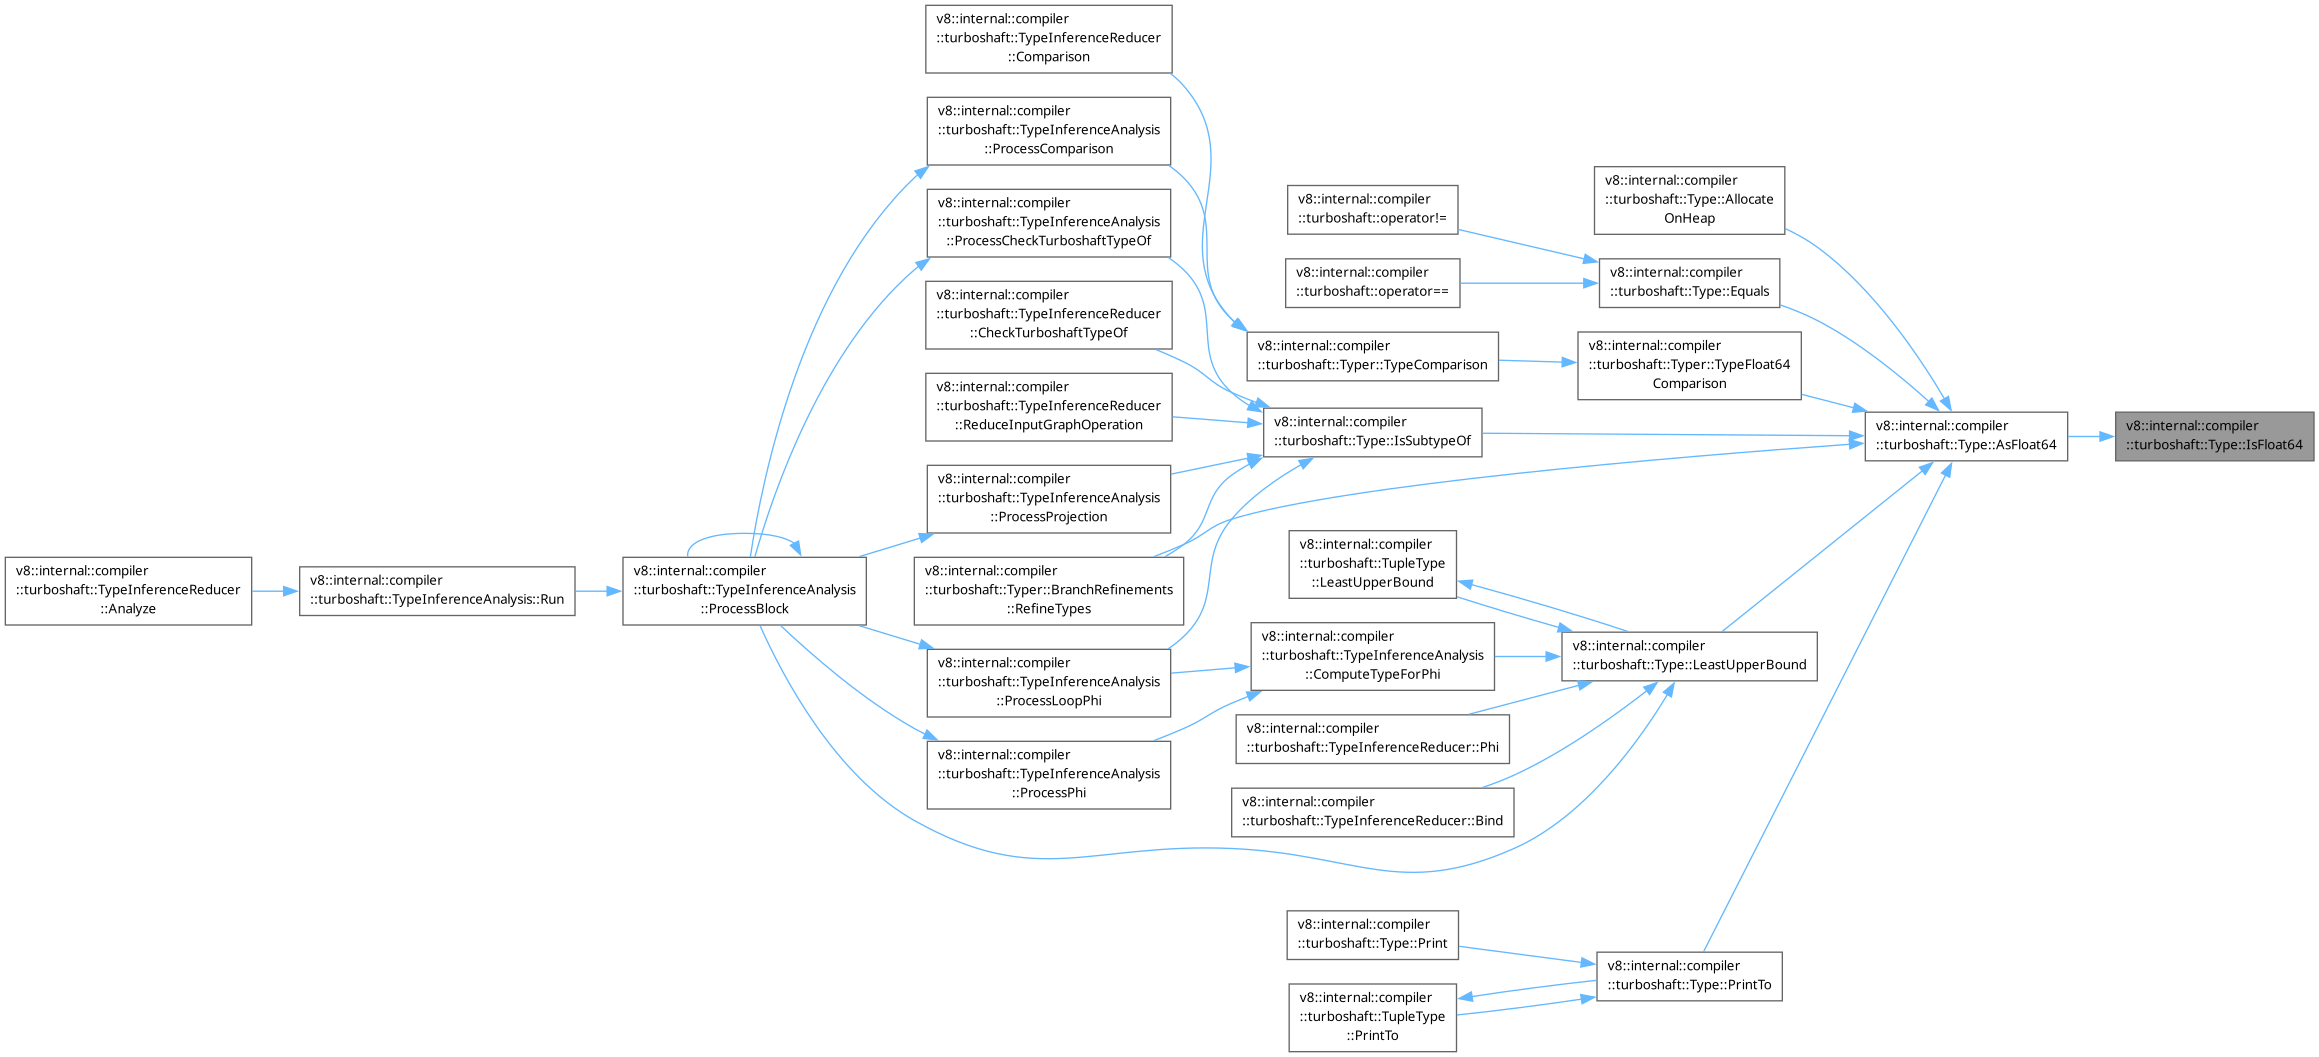 v8::internal::compiler
::turboshaft::TypeInferenceReducer
::Comparison
v8::internal::compiler
::turboshaft::TypeInferenceAnalysis
::ProcessComparison
v8::internal::compiler
::turboshaft::TypeInferenceAnalysis
::ProcessCheckTurboshaftTypeOf
v8::internal::compiler
::turboshaft::TypeInferenceReducer
::CheckTurboshaftTypeOf
v8::internal::compiler
::turboshaft::TypeInferenceReducer
::ReduceInputGraphOperation
v8::internal::compiler
::turboshaft::TypeInferenceAnalysis
::ProcessProjection
v8::internal::compiler
::turboshaft::Typer::BranchRefinements
::RefineTypes
v8::internal::compiler
::turboshaft::TypeInferenceAnalysis
::ProcessLoopPhi
v8::internal::compiler
::turboshaft::TypeInferenceAnalysis
::ProcessPhi
v8::internal::compiler
::turboshaft::TypeInferenceReducer
::Analyze
v8::internal::compiler
::turboshaft::TypeInferenceAnalysis::Run
v8::internal::compiler
::turboshaft::TypeInferenceAnalysis
::ProcessBlock
v8::internal::compiler
::turboshaft::operator!=
v8::internal::compiler
::turboshaft::operator==
v8::internal::compiler
::turboshaft::Typer::TypeComparison
v8::internal::compiler
::turboshaft::Type::IsSubtypeOf
v8::internal::compiler
::turboshaft::TupleType
::LeastUpperBound
v8::internal::compiler
::turboshaft::TypeInferenceAnalysis
::ComputeTypeForPhi
v8::internal::compiler
::turboshaft::TypeInferenceReducer::Phi
v8::internal::compiler
::turboshaft::TypeInferenceReducer::Bind
v8::internal::compiler
::turboshaft::Type::Print
v8::internal::compiler
::turboshaft::TupleType
::PrintTo
v8::internal::compiler
::turboshaft::Type::Allocate
OnHeap
v8::internal::compiler
::turboshaft::Type::Equals
v8::internal::compiler
::turboshaft::Typer::TypeFloat64
Comparison
v8::internal::compiler
::turboshaft::Type::LeastUpperBound
v8::internal::compiler
::turboshaft::Type::PrintTo
v8::internal::compiler
::turboshaft::Type::AsFloat64
v8::internal::compiler
::turboshaft::Type::IsFloat64